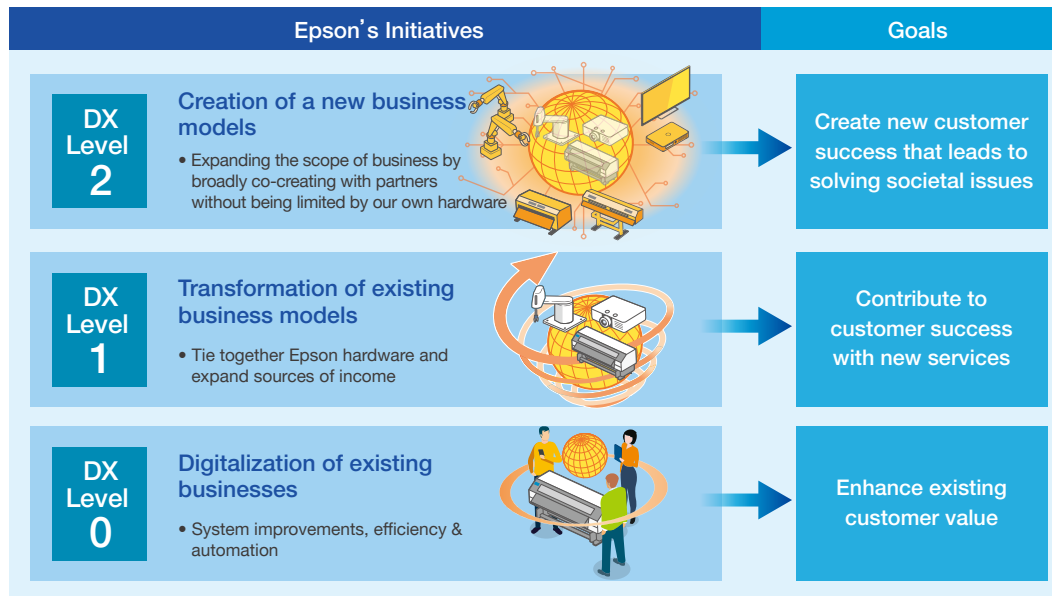 Epson's Initiatives
Goals
DX
Level
2
Creation of a new business
models
• Expanding the scope of business by
broadly co-creating with partners
without being limited by our own hardware
Create new customer
success that leads to
solving societal issues
DX
Level
1
Transformation of existing
business models
• Tie together Epson hardware and
expand sources of income
Contribute to
customer success
with new services
DX
Level
0
Digitalization of existing
businesses
• System improvements, efficiency &
automation
Enhance existing
customer value